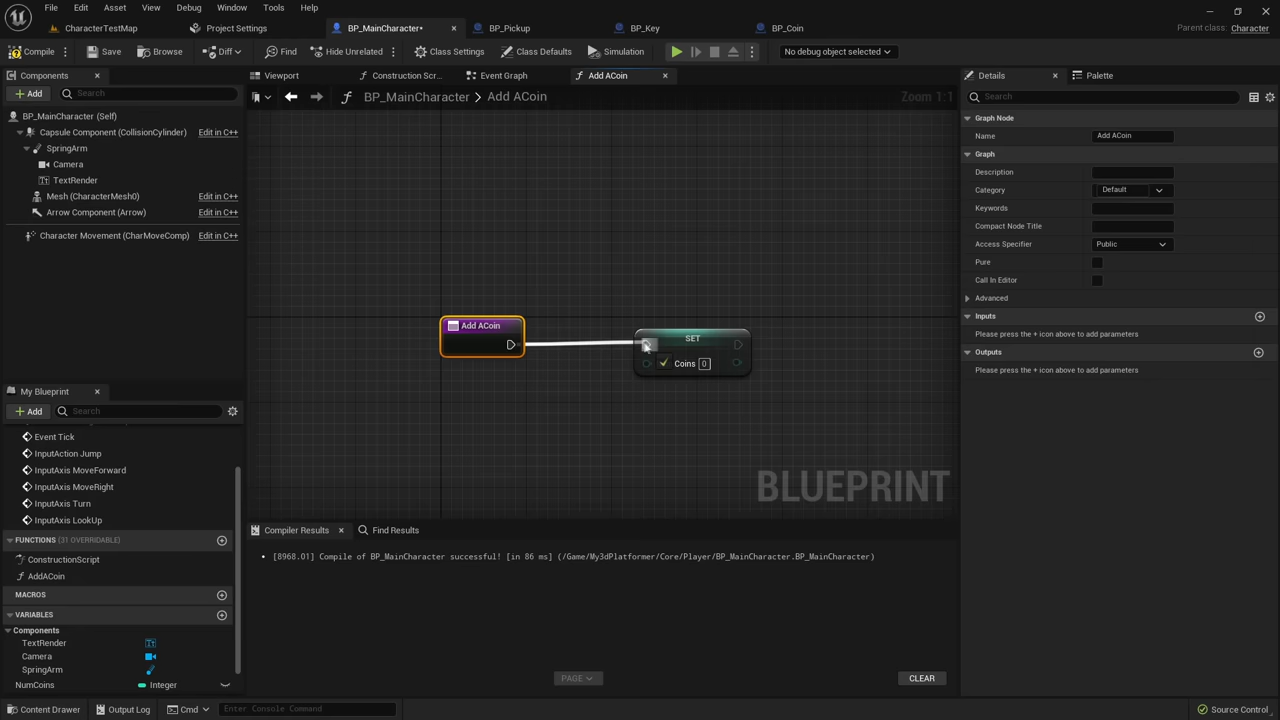 File Edit Asset View Debug Window Tools Help
CharacterTestMap Project Settings BP_MainCharacter* BP_Pickup BP_Key BP_Coin Parent class: Character
Compile Save Browse Diff Find Hide Unrelated Class Settings Class Defaults Simulation No debug object selected
Components Viewport Construction Scr... Event Graph Add ACoin Details Palette
Add Search BP_MainCharacter > Add ACoin Zoom 1:1 Search
BP_MainCharacter (Self) Graph Node
Capsule Component (CollisionCylinder) Edit in C++ Name Add ACoin
SpringArm Graph
Camera Description
TextRender Category Default
Mesh (CharacterMesh0) Edit in C++ Keywords
Arrow Component (Arrow) Edit in C++ Compact Node Title
Character Movement (CharMoveComp) Edit in C++ Access Specifier Public
Pure
Call In Editor
Advanced
Inputs
Please press the + icon above to add parameters
Outputs
Please press the + icon above to add parameters
Add ACoin
SET
Coins 0
BLUEPRINT
My Blueprint
Add Search
Event Tick
InputAction Jump
InputAxis MoveForward
InputAxis MoveRight
InputAxis Turn
InputAxis LookUp
FUNCTIONS (31 OVERRIDABLE)
ConstructionScript
AddACoin
MACROS
VARIABLES
Components
TextRender
Camera
SpringArm
NumCoins Integer
Compiler Results Find Results
[8968.01] Compile of BP_MainCharacter successful! [in 86 ms] (/Game/My3dPlatformer/Core/Player/BP_MainCharacter.BP_MainCharacter)
PAGE CLEAR
Content Drawer Output Log Cmd Enter Console Command Source Control